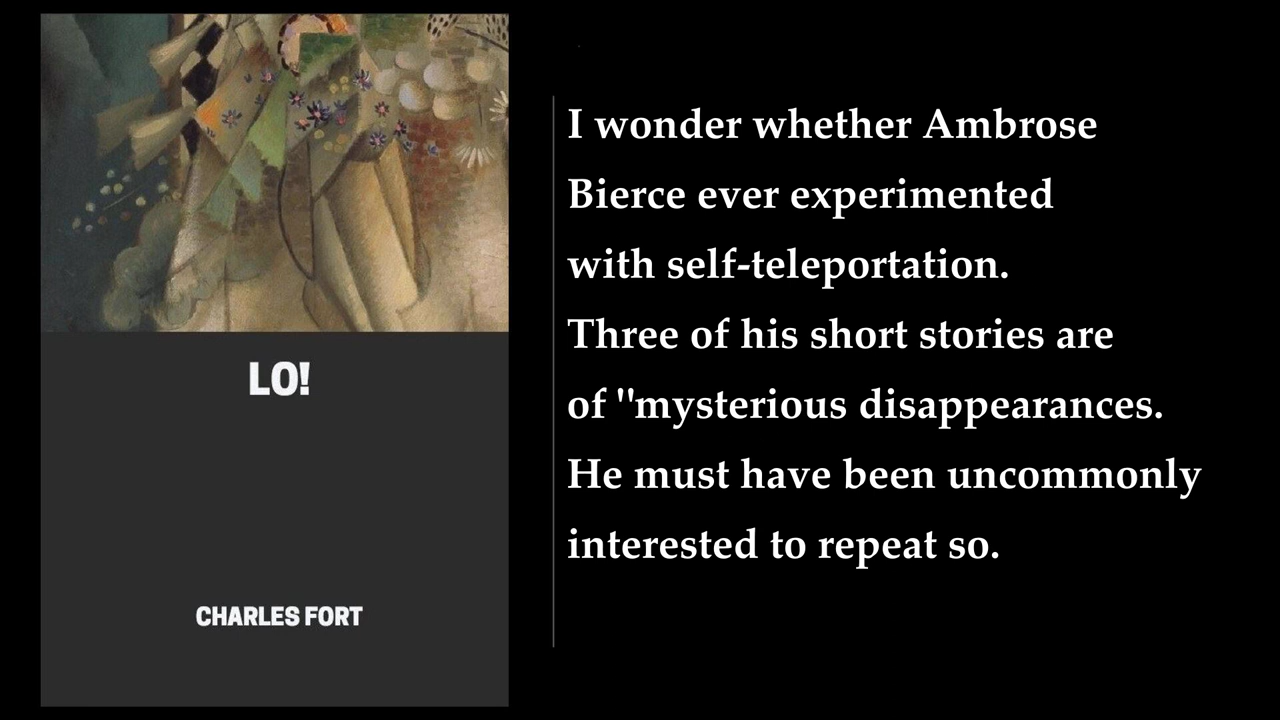 LO!
CHARLES FORT
I wonder whether Ambrose
Bierce ever experimented
with self-teleportation.
Three of his short stories are
of "mysterious disappearances.
He must have been uncommonly
interested to repeat so.